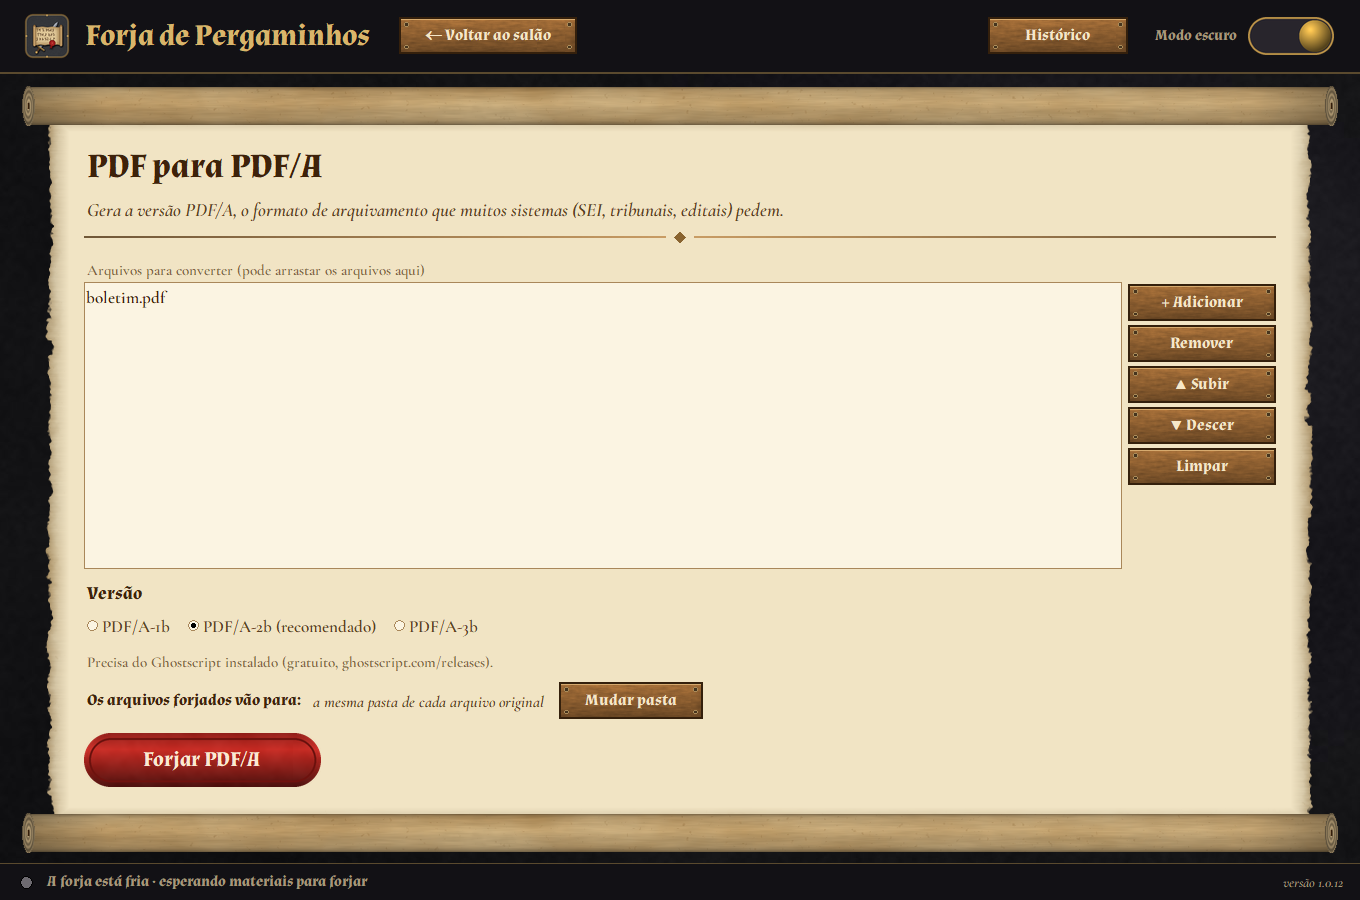 Forja de Pergaminhos
← Voltar ao salão
Histórico
Modo escuro
PDF para PDF/A
Gera a versão PDF/A, o formato de arquivamento que muitos sistemas (SEI, tribunais, editais) pedem.
Arquivos para converter (pode arrastar os arquivos aqui)
boletim.pdf
+ Adicionar
Remover
▲ Subir
▼ Descer
Limpar
Versão
PDF/A-1b PDF/A-2b (recomendado) PDF/A-3b
Precisa do Ghostscript instalado (gratuito, ghostscript.com/releases).
Os arquivos forjados vão para: a mesma pasta de cada arquivo original Mudar pasta
Forjar PDF/A
A forja está fria · esperando materiais para forjar
versão 1.0.12